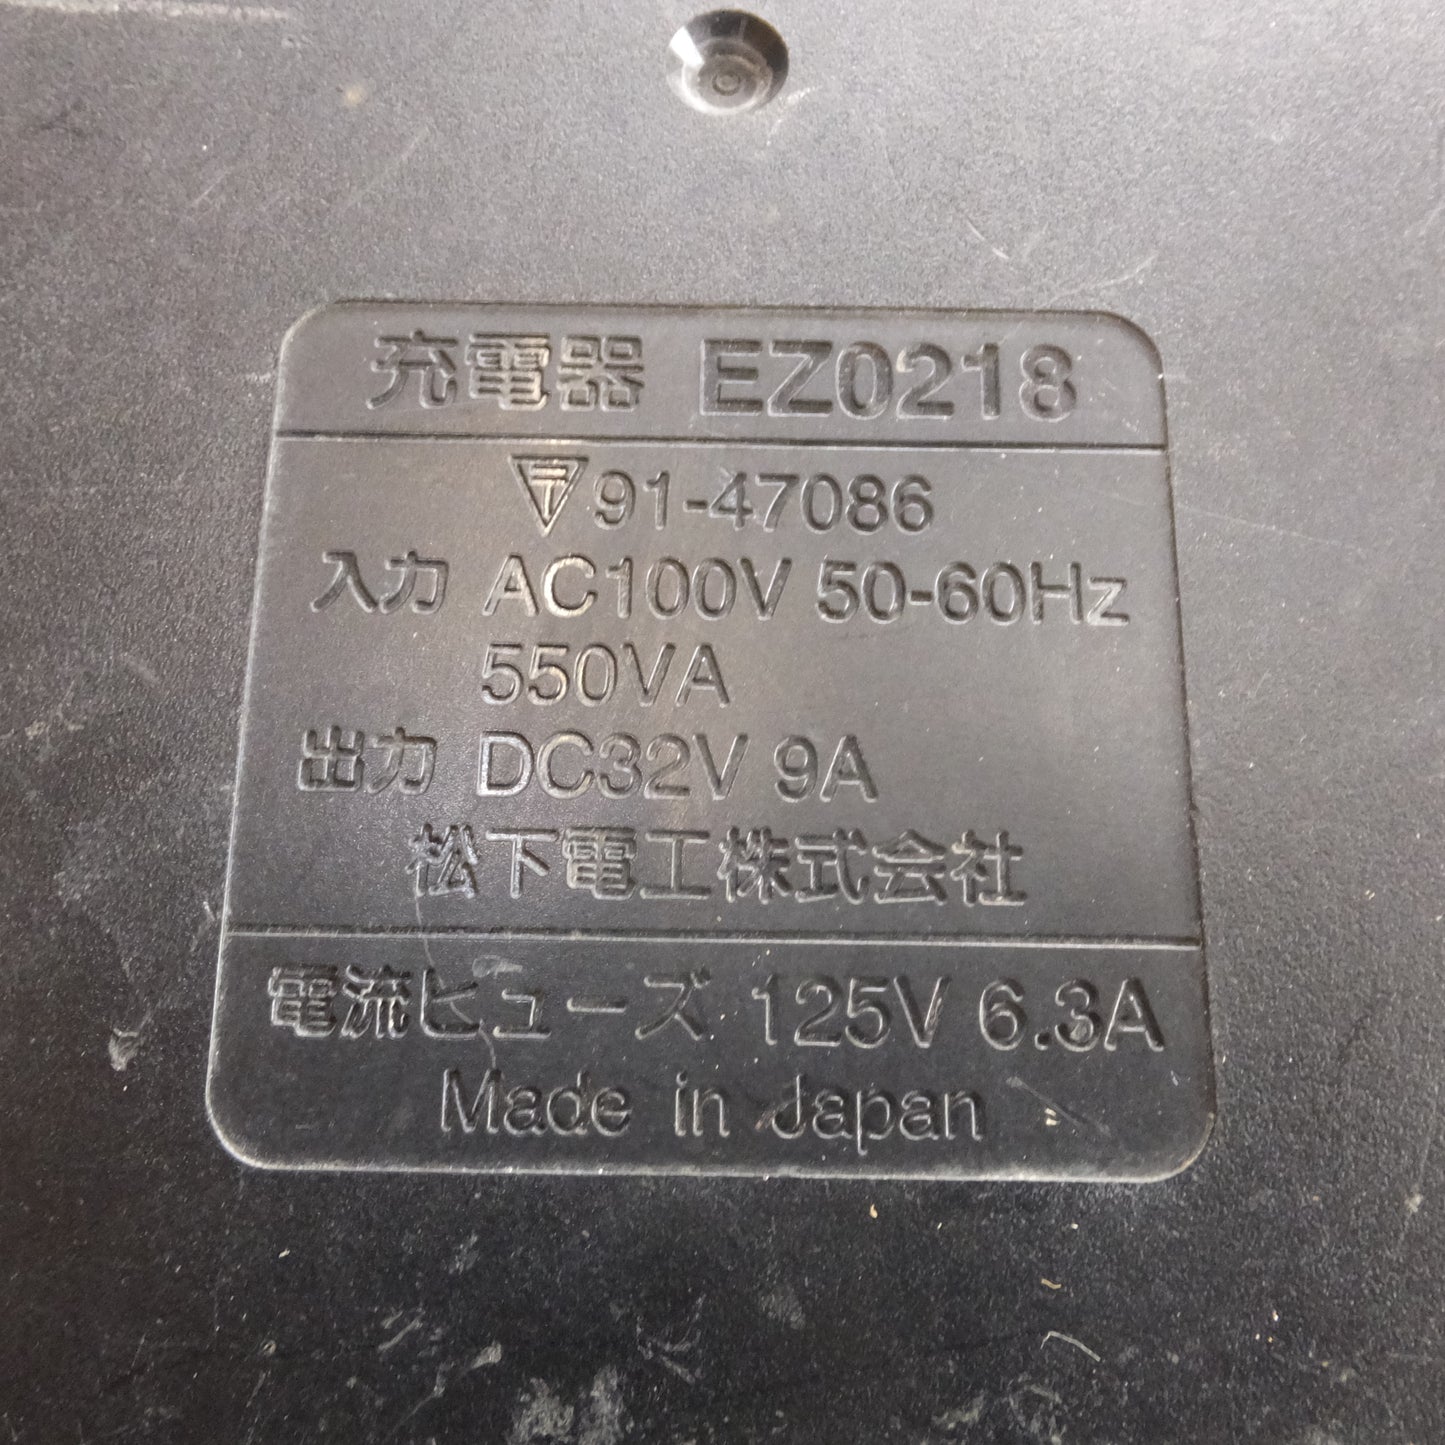 充電器 EZ0218
91-47086
入力 AC100V 50-60Hz
550VA
出力 DC32V 9A
松下電工株式会社
電流ヒューズ 125V 6.3A
Made in Japan